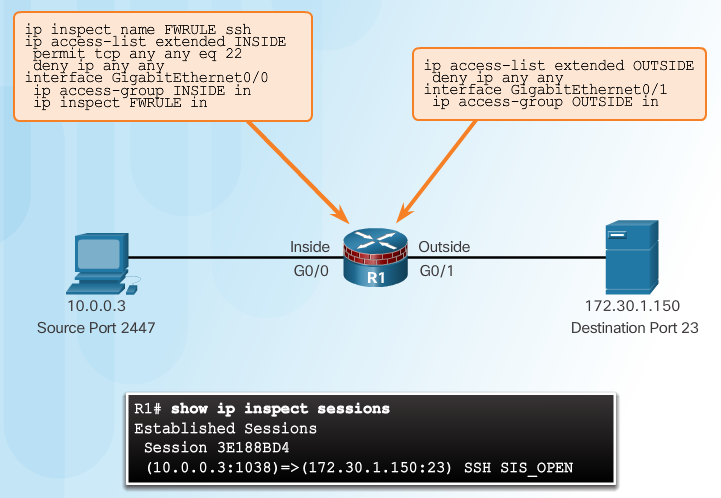 ip inspect name FWRULE ssh
ip access-list extended INSIDE
permit tcp any any eq 22
deny ip any any
interface GigabitEthernet0/0
ip access-group INSIDE in
ip inspect FWRULE in
ip access-list extended OUTSIDE
deny ip any any
interface GigabitEthernet0/1
ip access-group OUTSIDE in
Inside
Outside
G0/0
G0/1
R1
10.0.0.3
Source Port 2447
172.30.1.150
Destination Port 23
R1# show ip inspect sessions
Established Sessions
Session 3E188BD4
(10.0.0.3:1038)=>(172.30.1.150:23) SSH SIS_OPEN